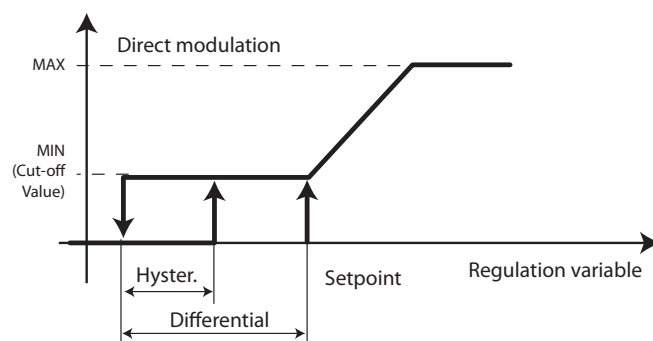 Direct modulation
MAX
MIN
(Cut-off
Value)
Hyster.
Setpoint
Regulation variable
Differential